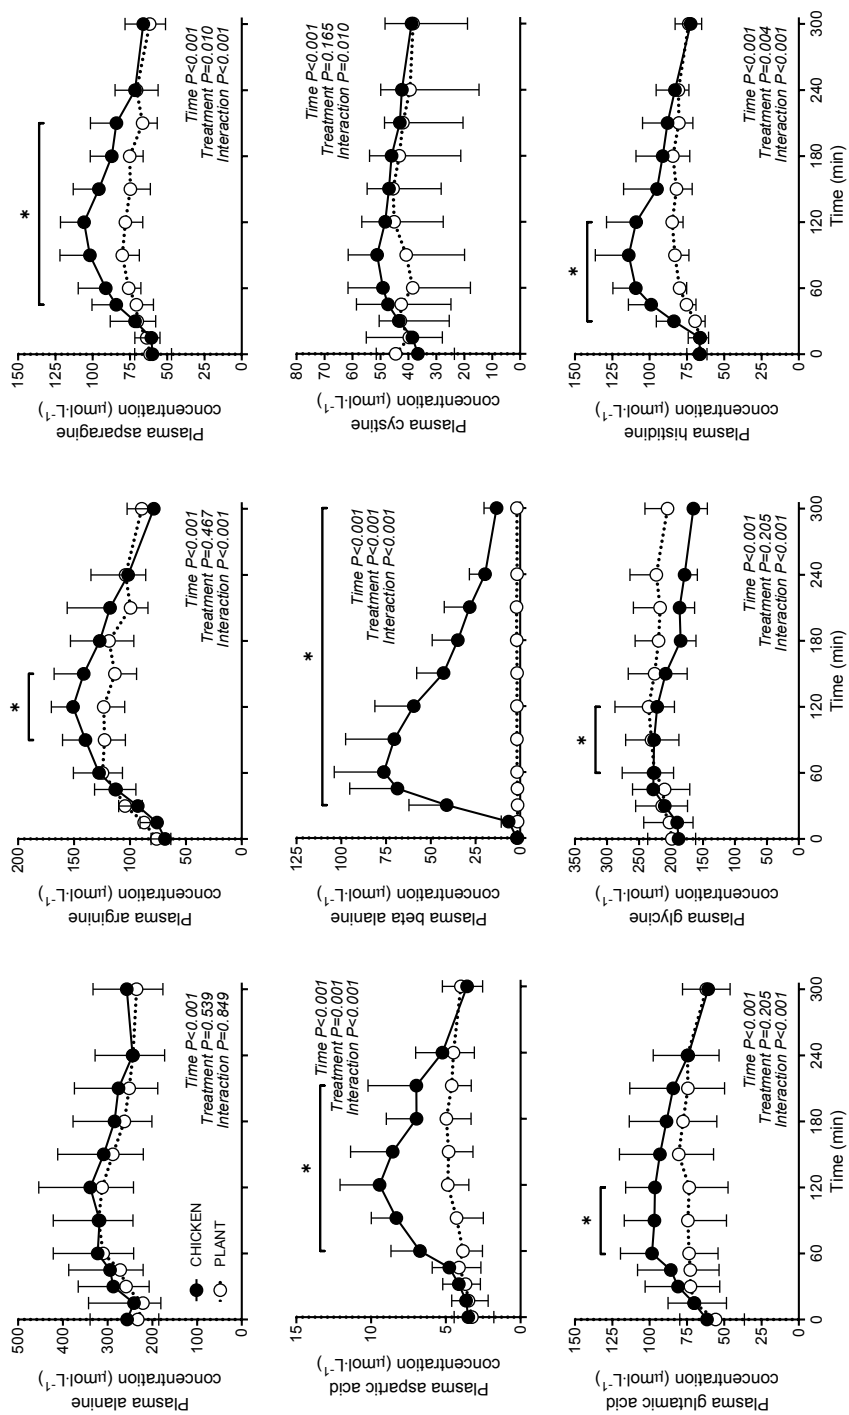 Plasma alanine
concentration (μmol·L⁻¹)
500
400
300
200
100
0
CHICKEN
PLANT
Time P<0.001
Treatment P=0.539
Interaction P=0.849
Plasma arginine
concentration (μmol·L⁻¹)
200
150
100
50
0
*
Time P<0.001
Treatment P=0.467
Interaction P<0.001
Plasma asparagine
concentration (μmol·L⁻¹)
150
125
100
75
50
25
0
*
Time P<0.001
Treatment P=0.010
Interaction P<0.001
Plasma aspartic acid
concentration (μmol·L⁻¹)
15
10
5
0
*
Time P<0.001
Treatment P=0.001
Interaction P<0.001
Plasma beta alanine
concentration (μmol·L⁻¹)
125
100
75
50
25
0
*
Time P<0.001
Treatment P<0.001
Interaction P<0.001
Plasma cystine
concentration (μmol·L⁻¹)
80
70
60
50
40
30
20
10
0
Time P<0.001
Treatment P=0.165
Interaction P=0.010
Plasma glutamic acid
concentration (μmol·L⁻¹)
150
125
100
75
50
25
0
*
Time P<0.001
Treatment P=0.205
Interaction P<0.001
0 60 120 180 240 300
Time (min)
Plasma glycine
concentration (μmol·L⁻¹)
350
300
250
200
150
100
50
0
*
Time P<0.001
Treatment P=0.205
Interaction P<0.001
0 60 120 180 240 300
Time (min)
Plasma histidine
concentration (μmol·L⁻¹)
150
125
100
75
50
25
0
*
Time P<0.001
Treatment P=0.004
Interaction P<0.001
0 60 120 180 240 300
Time (min)